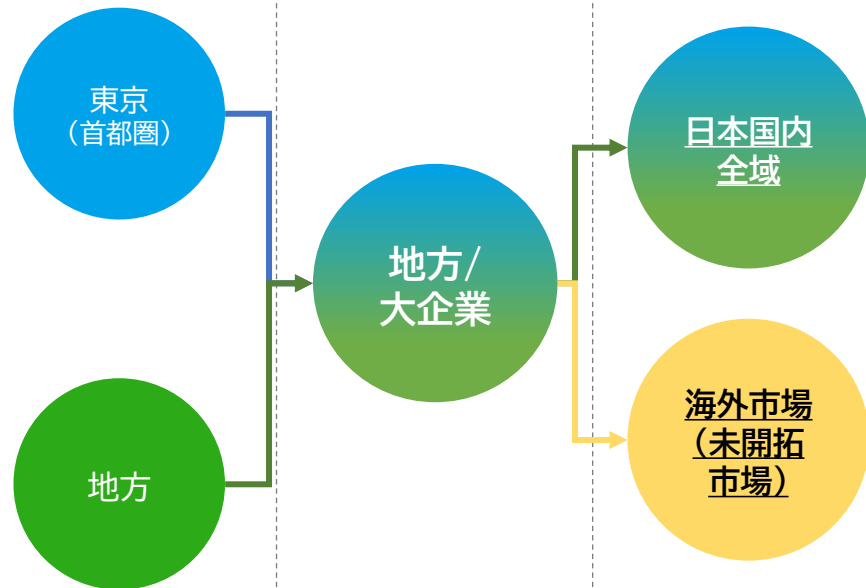 東京
（首都圏）
地方
地方/
大企業
日本国内
全域
海外市場
（未開拓
市場）